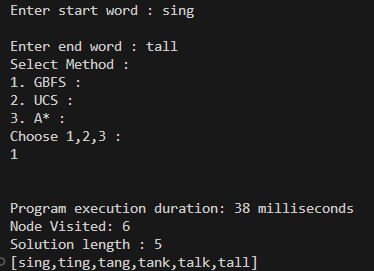 Enter start word : sing
Enter end word : tall
Select Method :
1. GBFS :
2. UCS :
3. A* :
Choose 1,2,3 :
1
Program execution duration: 38 milliseconds
Node Visited: 6
Solution length : 5
[sing,ting,tang,tank,talk,tall]